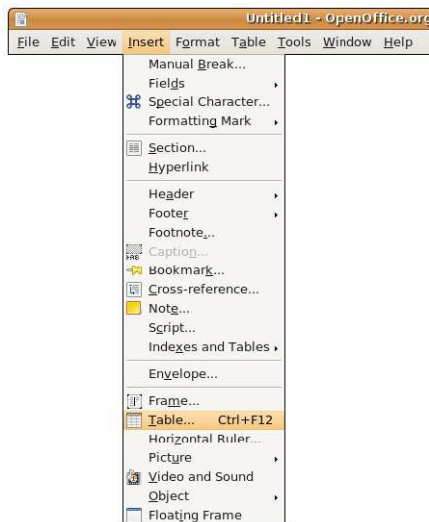 Untitled1 - OpenOffice.org
File Edit View Insert Format Table Tools Window Help
Manual Break...
Fields
Special Character...
Formatting Mark
Section...
Hyperlink
Header
Footer
Footnote...
Caption...
Bookmark...
Cross-reference...
Note...
Script...
Indexes and Tables
Envelope...
Frame...
Table... Ctrl+F12
Horizontal Ruler...
Picture
Video and Sound
Object
Floating Frame